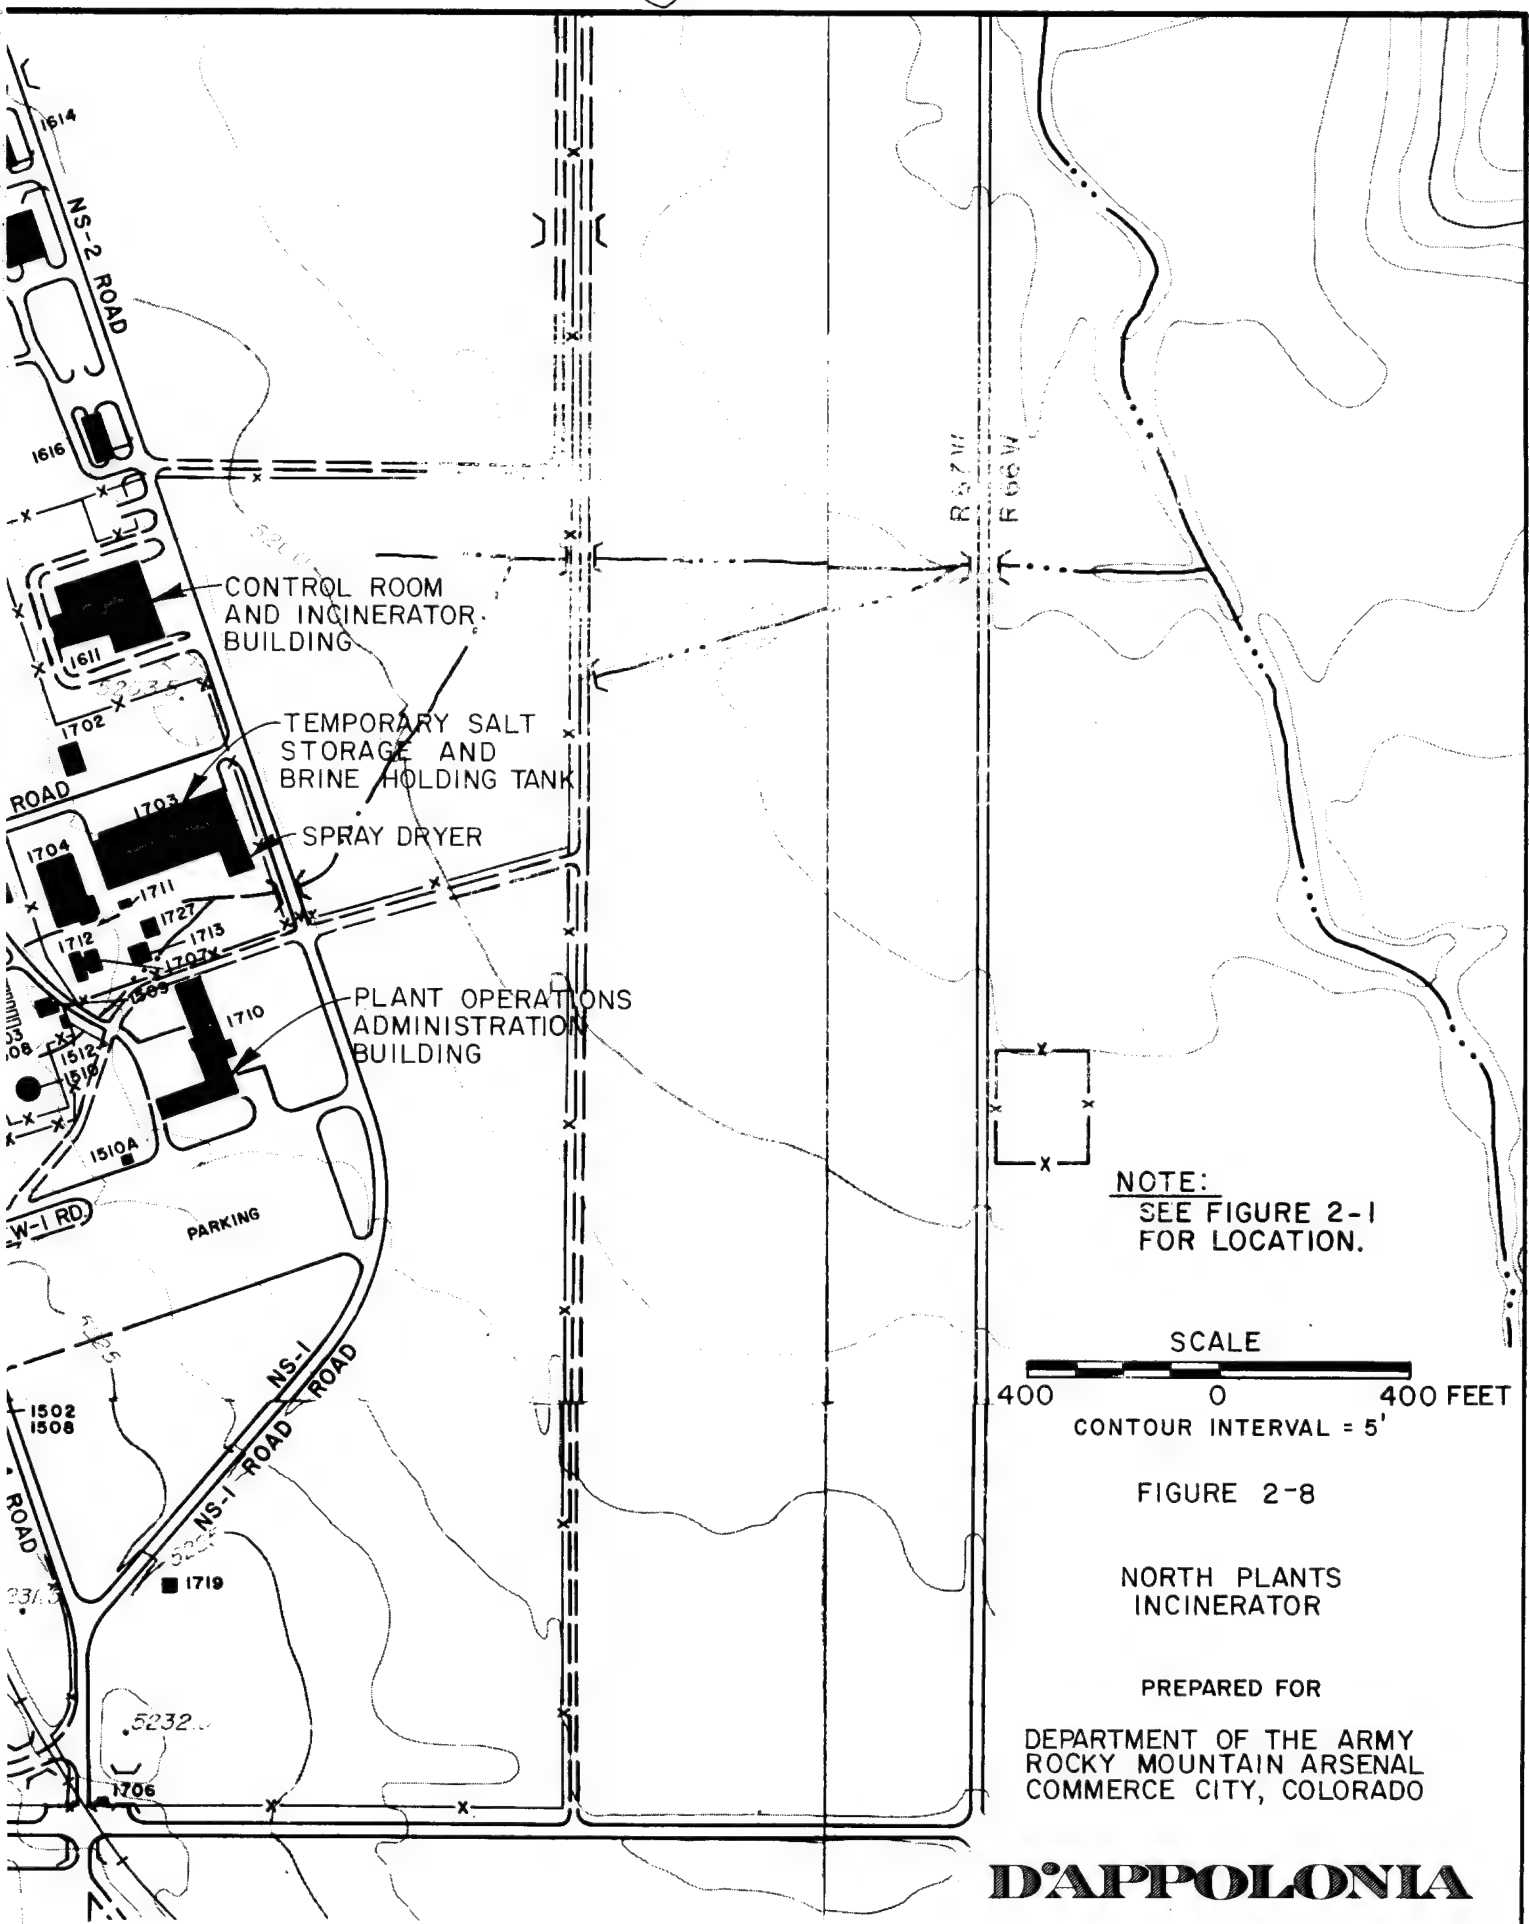 1614
NS-2 ROAD
1616
R 67 W
R 66 W
CONTROL ROOM
AND INCINERATOR
BUILDING
1611
1702
TEMPORARY SALT
STORAGE AND
BRINE HOLDING TANK
ROAD
1703
SPRAY DRYER
1704
1711
1727
1712
1713
1707
1509
PLANT OPERATIONS
ADMINISTRATION
BUILDING
1710
1512
1510
1510A
W-1 RD.
PARKING
NOTE:
SEE FIGURE 2-1
FOR LOCATION.
SCALE
400 0 400 FEET
CONTOUR INTERVAL = 5'
5225
NS-1
ROAD
1502
1508
NS-1 ROAD
ROAD
FIGURE 2-8
1719
NORTH PLANTS
INCINERATOR
PREPARED FOR
5232
DEPARTMENT OF THE ARMY
ROCKY MOUNTAIN ARSENAL
COMMERCE CITY, COLORADO
1706
D'APPOLONIA